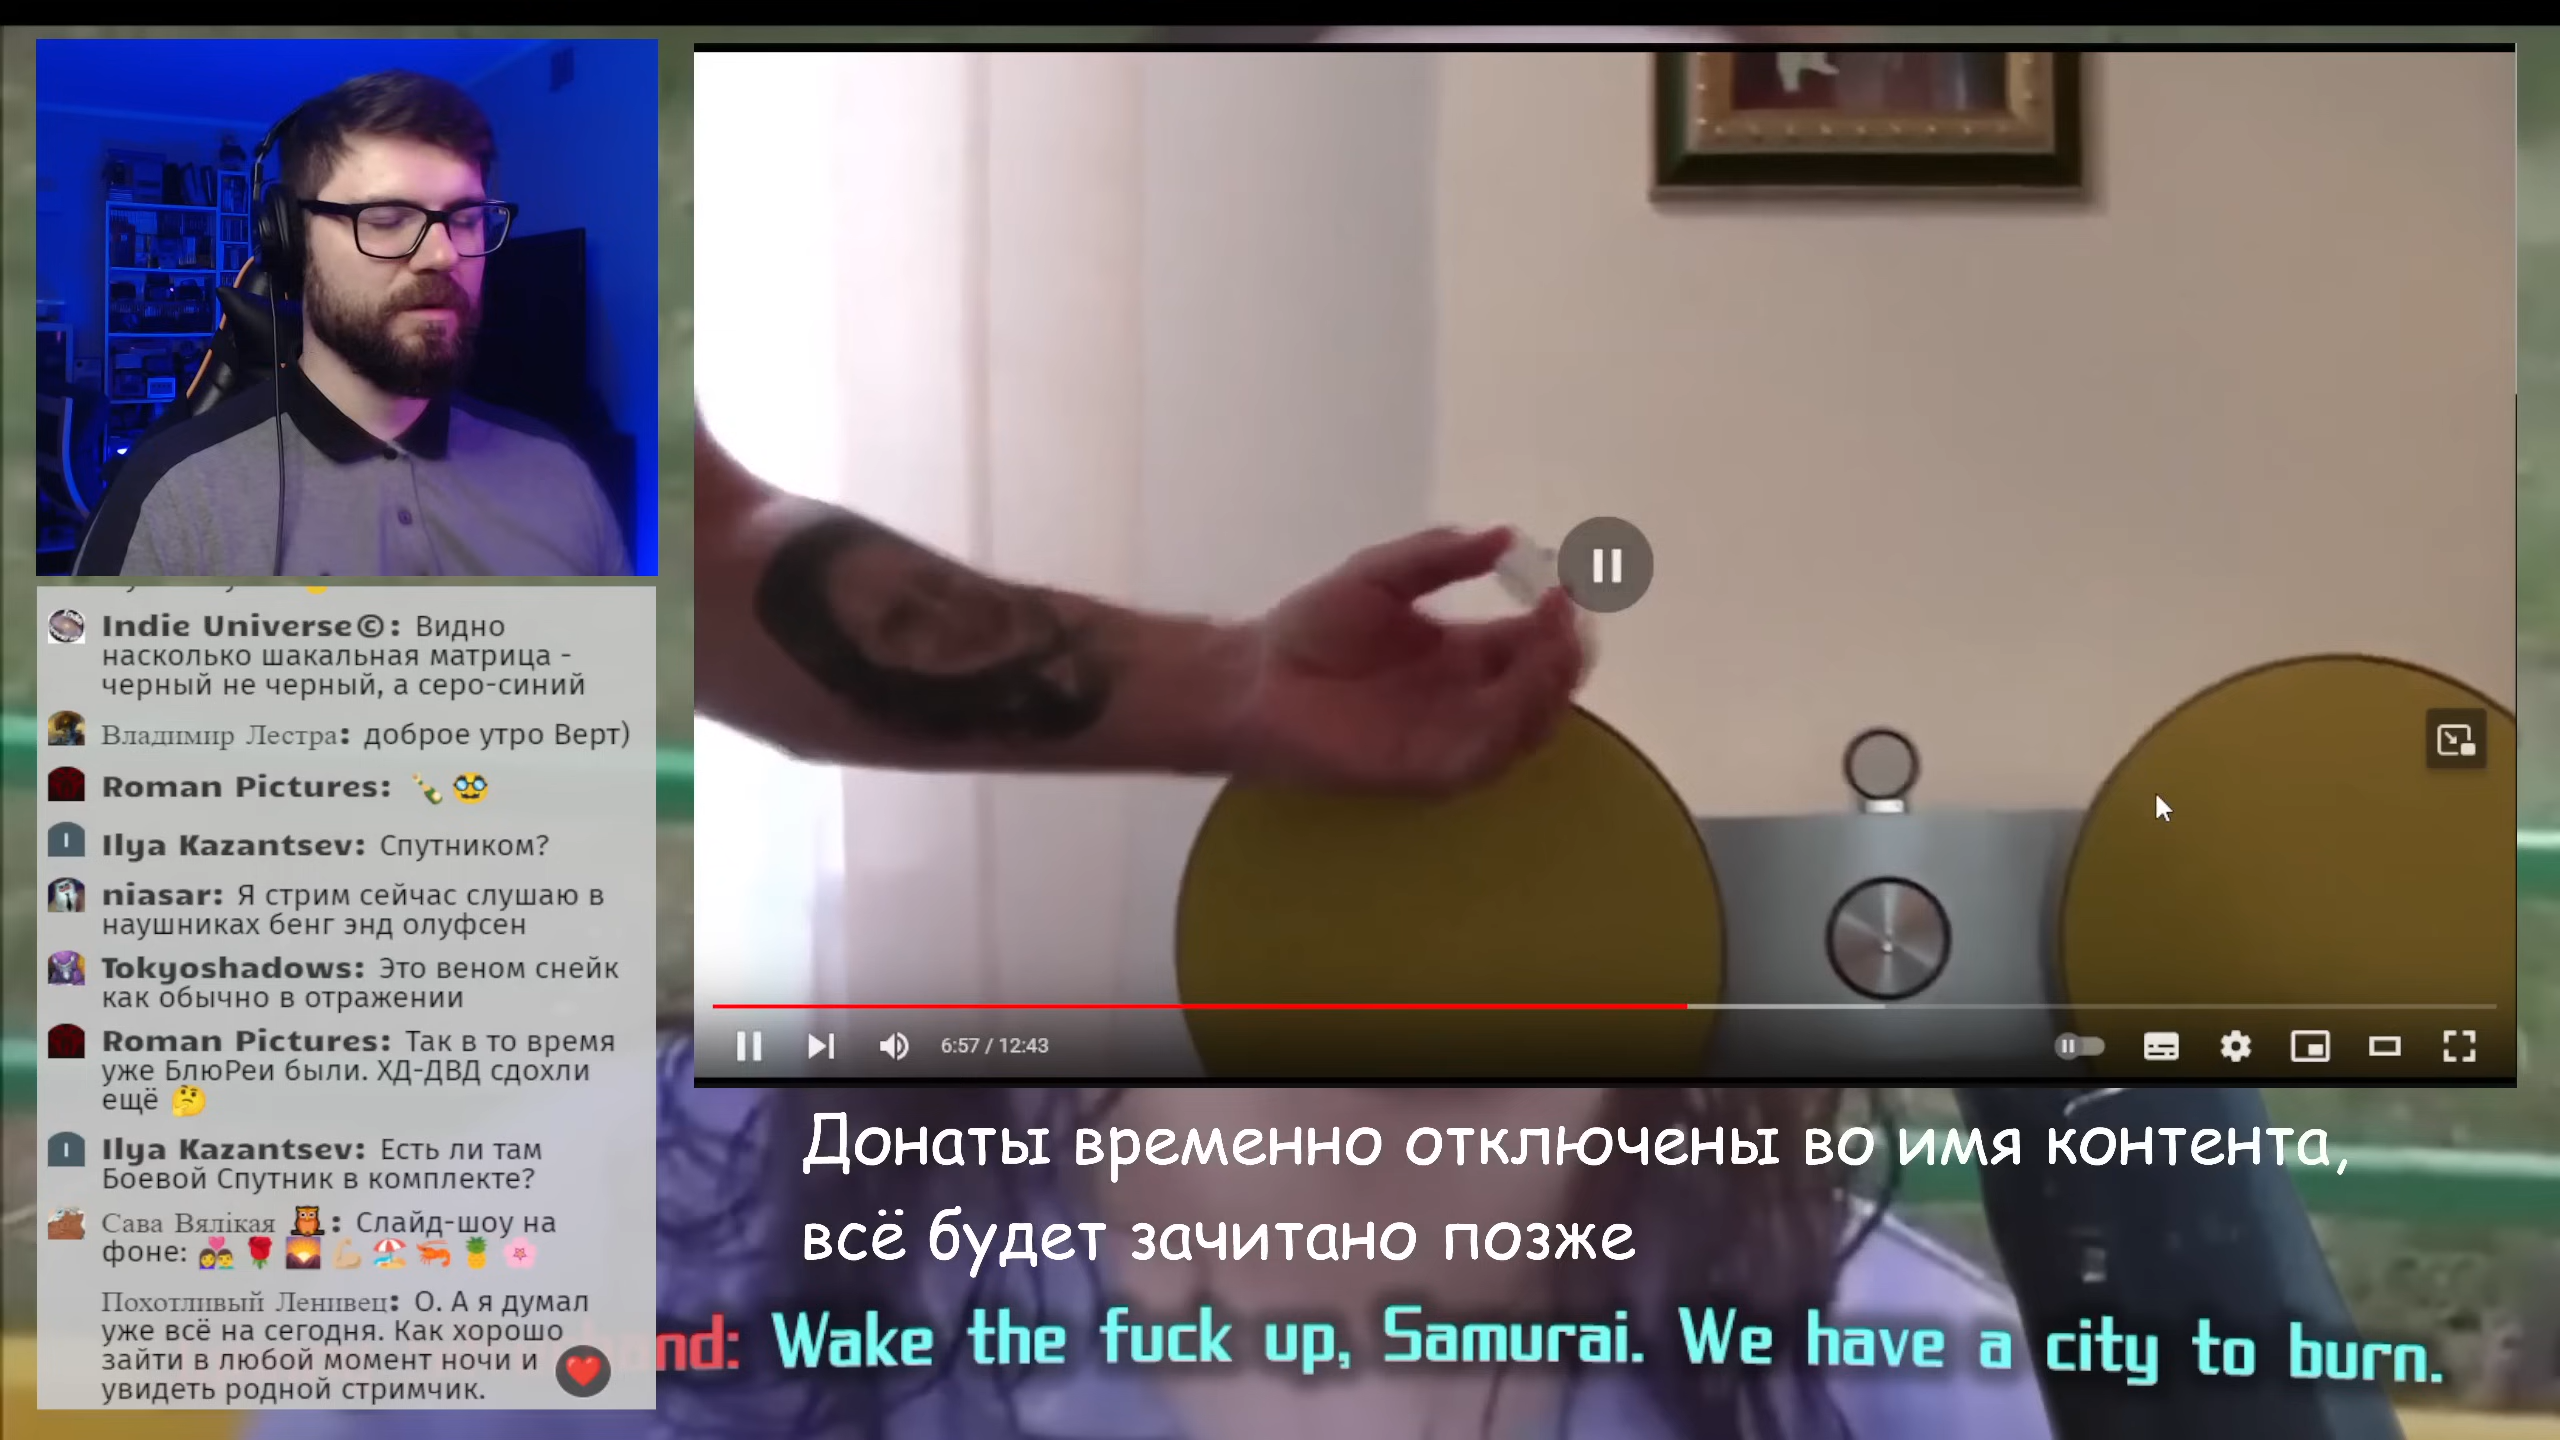 Indie Universe©: Видно
насколько шакальная матрица -
черный не черный, а серо-синий
Владимир Лестра: доброе утро Верт)
Roman Pictures: 🍾🥸
Ilya Kazantsev: Спутником?
niasar: Я стрим сейчас слушаю в
наушниках бенг энд олуфсен
Tokyoshadows: Это веном снейк
как обычно в отражении
Roman Pictures: Так в то время
уже БлюРеи были. ХД-ДВД сдохли
ещё 🤔
Ilya Kazantsev: Есть ли там
Боевой Спутник в комплекте?
Сава Вялікая 🦉: Слайд-шоу на
фоне: 💑🌹🌄💪🏼🏖🦐🍍🌸
Похотливый Ленивец: О. А я думал
уже всё на сегодня. Как хорошо
зайти в любой момент ночи и
увидеть родной стримчик.
6:57 / 12:43
Донаты временно отключены во имя контента,
всё будет зачитано позже
and: Wake the fuck up, Samurai. We have a city to burn.